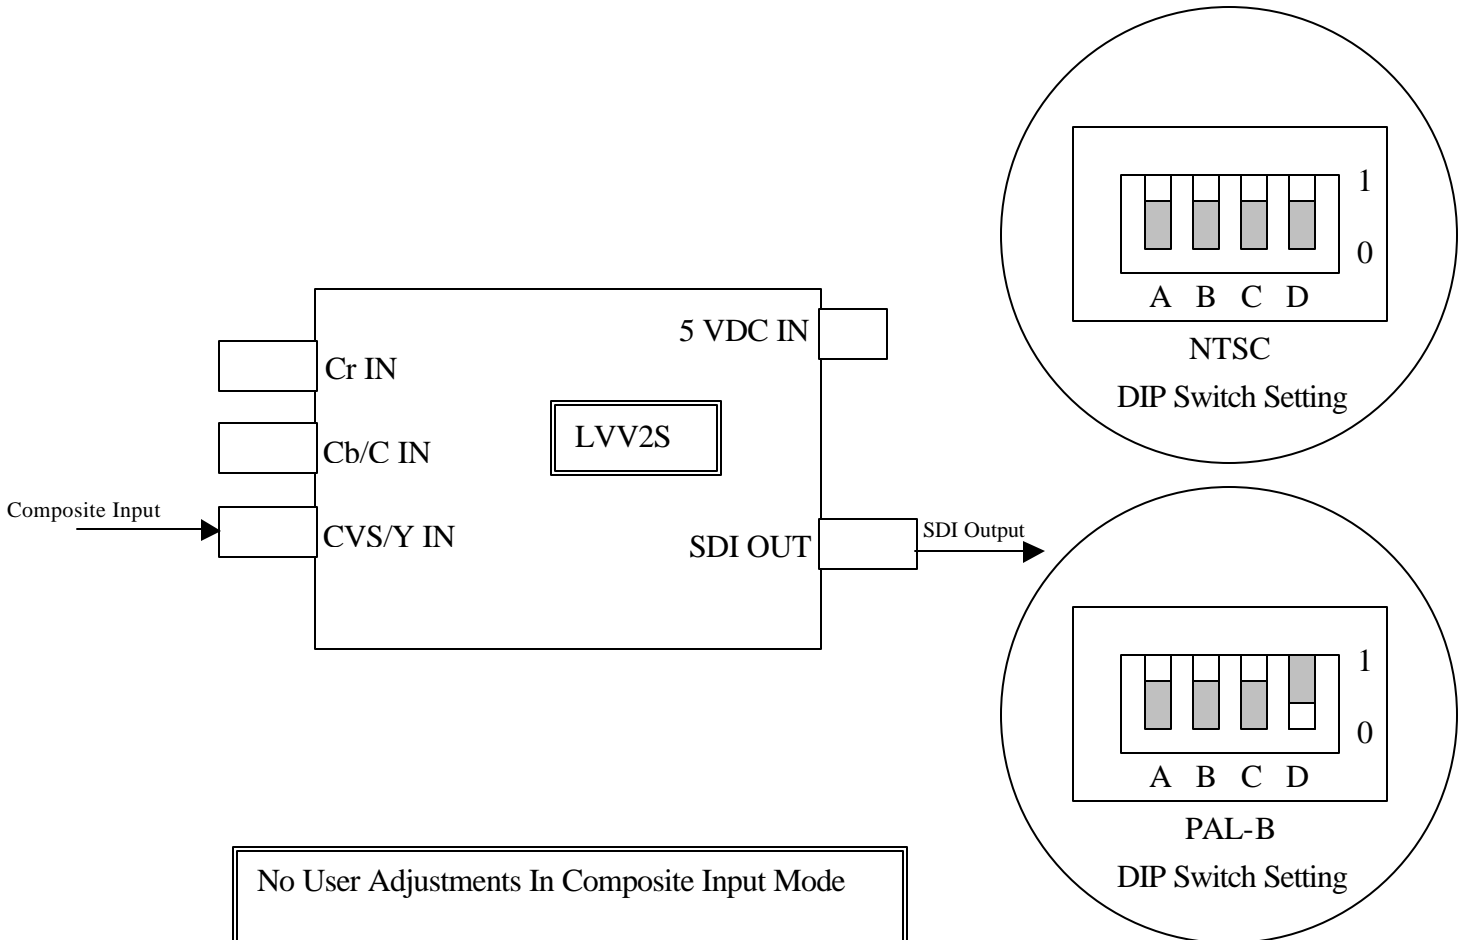 1
0
A B C D
NTSC
DIP Switch Setting
5 VDC IN
Cr IN
LVV2S
Cb/C IN
Composite Input
CVS/Y IN
SDI OUT
SDI Output
1
0
A B C D
PAL-B
DIP Switch Setting
No User Adjustments In Composite Input Mode